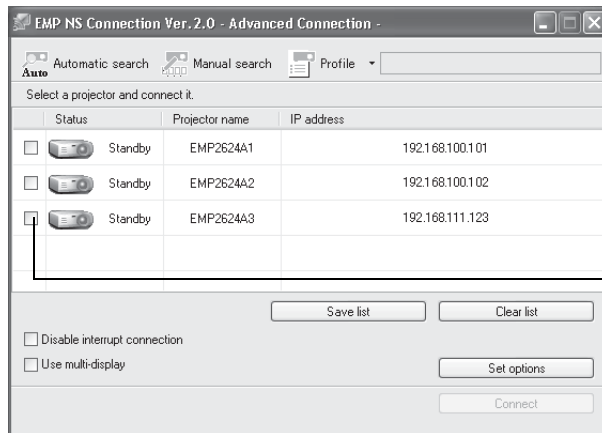 EMP NS Connection Ver. 2.0 - Advanced Connection -
Auto Automatic search Manual search Profile
Select a projector and connect it.
Status Projector name IP address
Standby EMP2624A1 192.168.100.101
Standby EMP2624A2 192.168.100.102
Standby EMP2624A3 192.168.111.123
Save list Clear list
Disable interrupt connection
Use multi-display
Set options
Connect